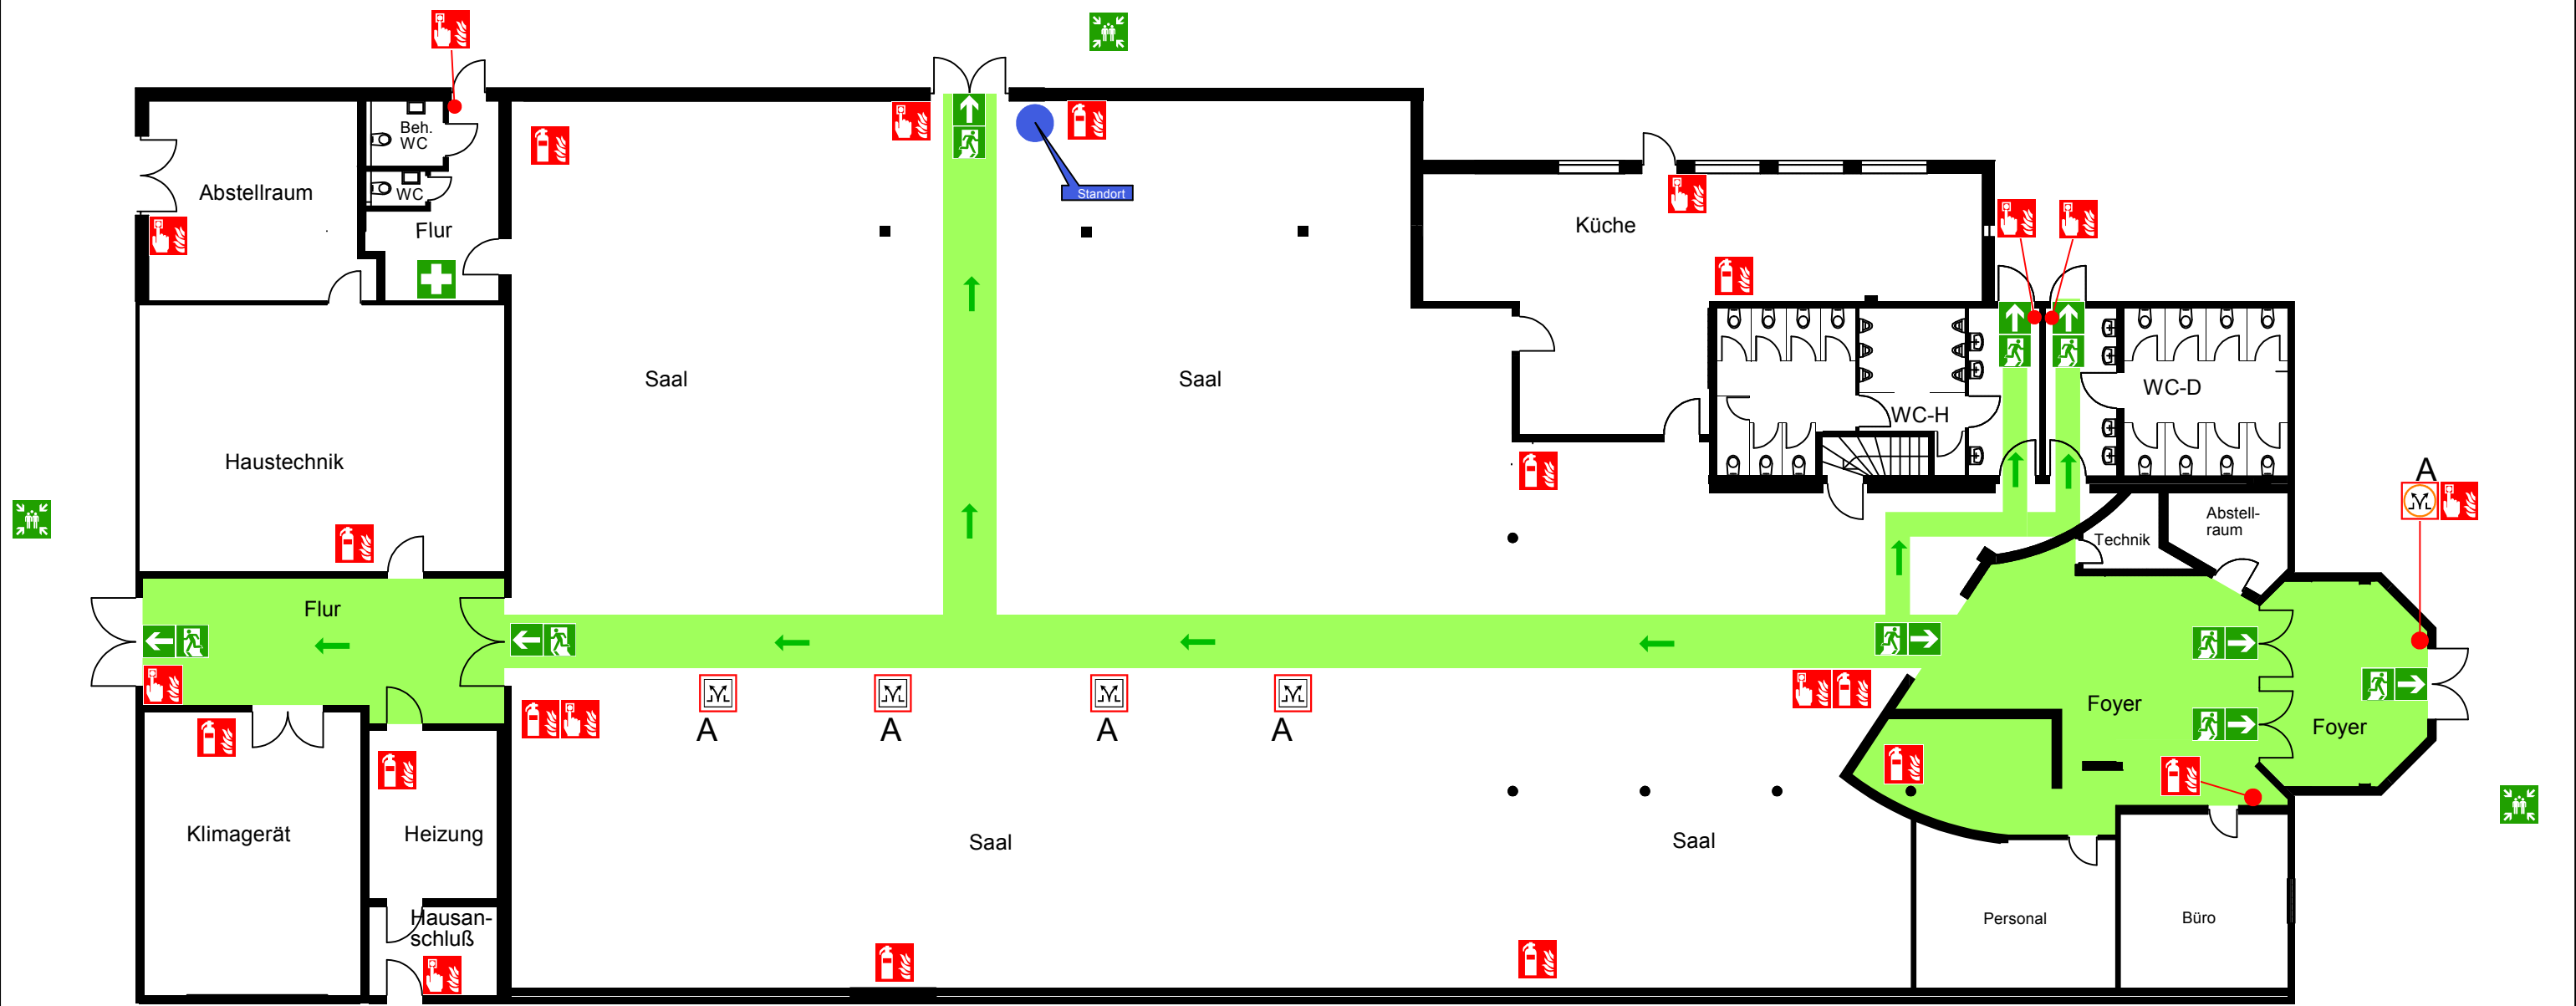 Beh.
WC
Abstellraum
WC
Standort
Flur
Küche
Saal
Saal
WC-D
WC-H
Haustechnik
A
Abstell-
raum
Technik
Flur
Foyer
Foyer
A
A
A
A
Klimagerät
Heizung
Saal
Saal
Hausan-
schluß
Personal
Büro